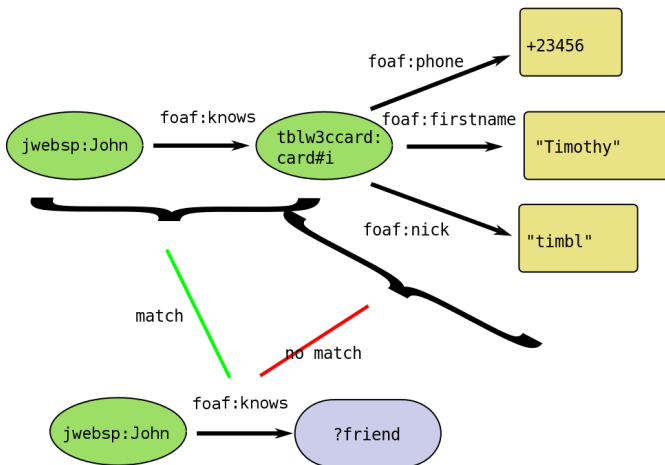 +23456
foaf:phone
foaf:knows
foaf:firstname
jwebsp:John
tblw3ccard:
card#i
"Timothy"
foaf:nick
"timbl"
match
no match
foaf:knows
jwebsp:John
?friend